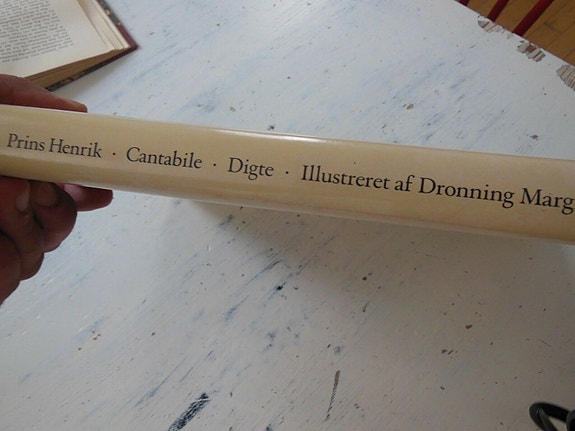 Prins Henrik · Cantabile · Digte · Illustreret af Dronning Marg